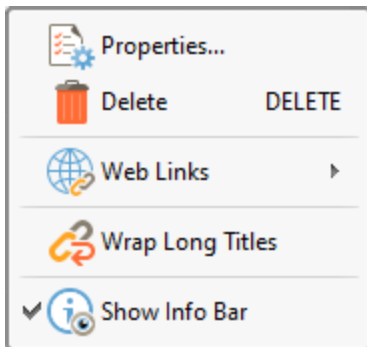 Properties...
Delete DELETE
Web Links
Wrap Long Titles
Show Info Bar